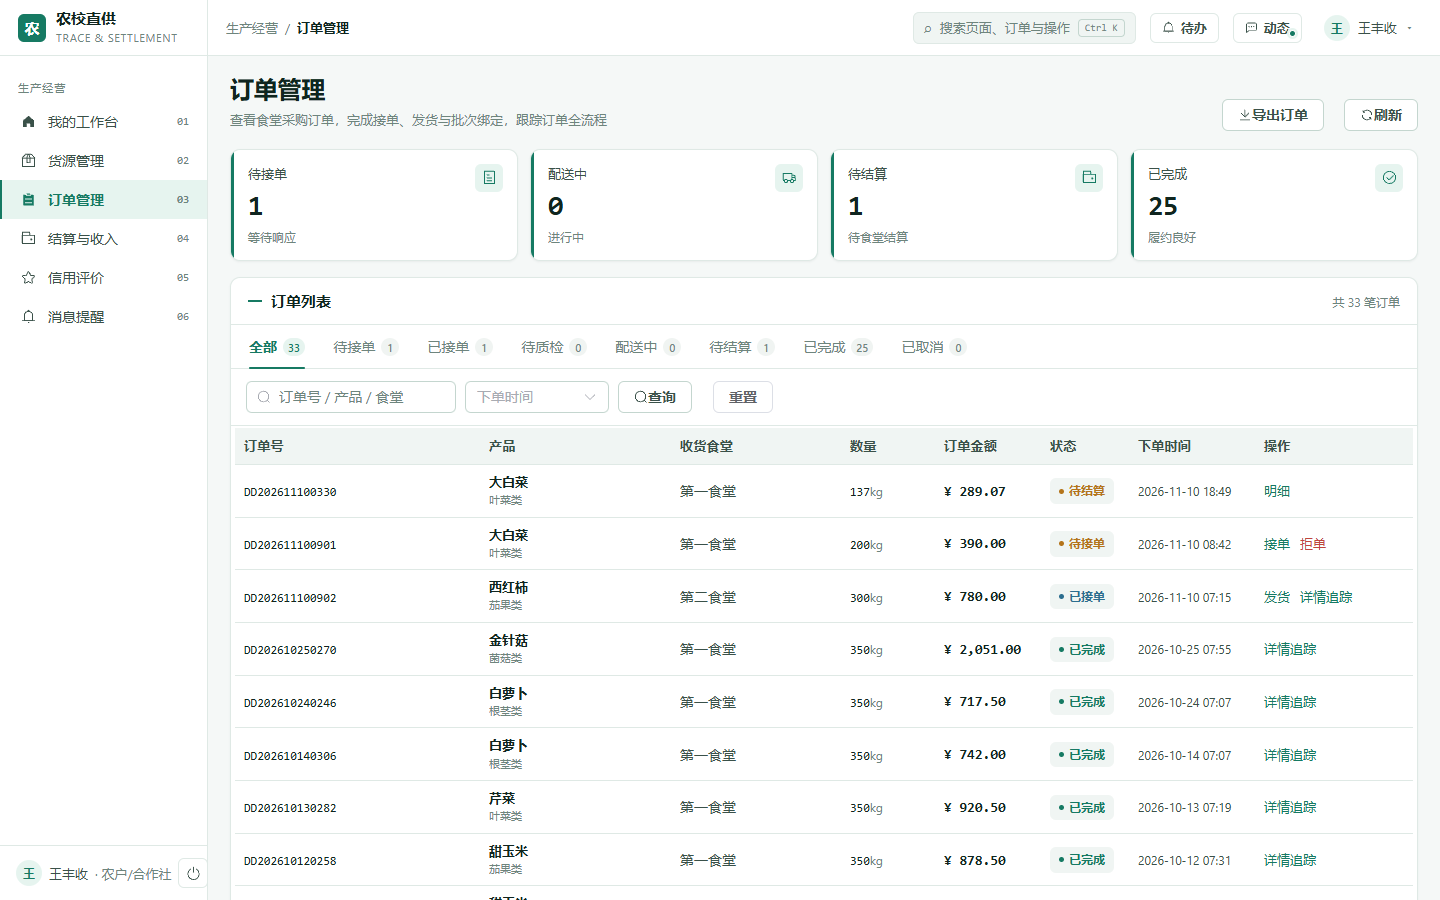 农
农校直供
TRACE & SETTLEMENT
生产经营 / 订单管理
搜索页面、订单与操作 Ctrl K
待办
动态
王 王丰收
生产经营
我的工作台 01
货源管理 02
订单管理 03
结算与收入 04
信用评价 05
消息提醒 06
王 王丰收 · 农户/合作社
订单管理
查看食堂采购订单，完成接单、发货与批次绑定，跟踪订单全流程
导出订单 刷新
待接单
1
等待响应
配送中
0
进行中
待结算
1
待食堂结算
已完成
25
履约良好
订单列表 共 33 笔订单
全部 33 待接单 1 已接单 1 待质检 0 配送中 0 待结算 1 已完成 25 已取消 0
订单号 / 产品 / 食堂 下单时间 查询 重置
订单号 产品 收货食堂 数量 订单金额 状态 下单时间 操作
DD202611100330 大白菜 叶菜类 第一食堂 137kg ¥ 289.07 待结算 2026-11-10 18:49 明细
DD202611100901 大白菜 叶菜类 第一食堂 200kg ¥ 390.00 待接单 2026-11-10 08:42 接单 拒单
DD202611100902 西红柿 茄果类 第二食堂 300kg ¥ 780.00 已接单 2026-11-10 07:15 发货 详情追踪
DD202610250270 金针菇 菌菇类 第一食堂 350kg ¥ 2,051.00 已完成 2026-10-25 07:55 详情追踪
DD202610240246 白萝卜 根茎类 第一食堂 350kg ¥ 717.50 已完成 2026-10-24 07:07 详情追踪
DD202610140306 白萝卜 根茎类 第一食堂 350kg ¥ 742.00 已完成 2026-10-14 07:07 详情追踪
DD202610130282 芹菜 叶菜类 第一食堂 350kg ¥ 920.50 已完成 2026-10-13 07:19 详情追踪
DD202610120258 甜玉米 茄果类 第一食堂 350kg ¥ 878.50 已完成 2026-10-12 07:31 详情追踪